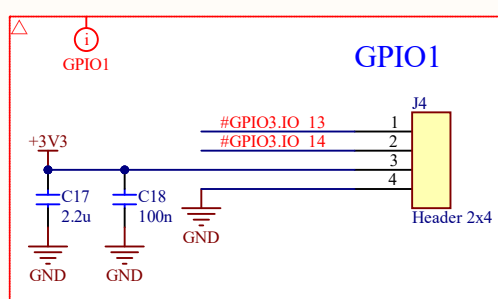 i
GPIO1
GPIO1
J4
#GPIO3.IO_13 1
#GPIO3.IO_14 2
+3V3 3
4
C17
2.2u
C18
100n
GND
Header 2x4
GND
GND